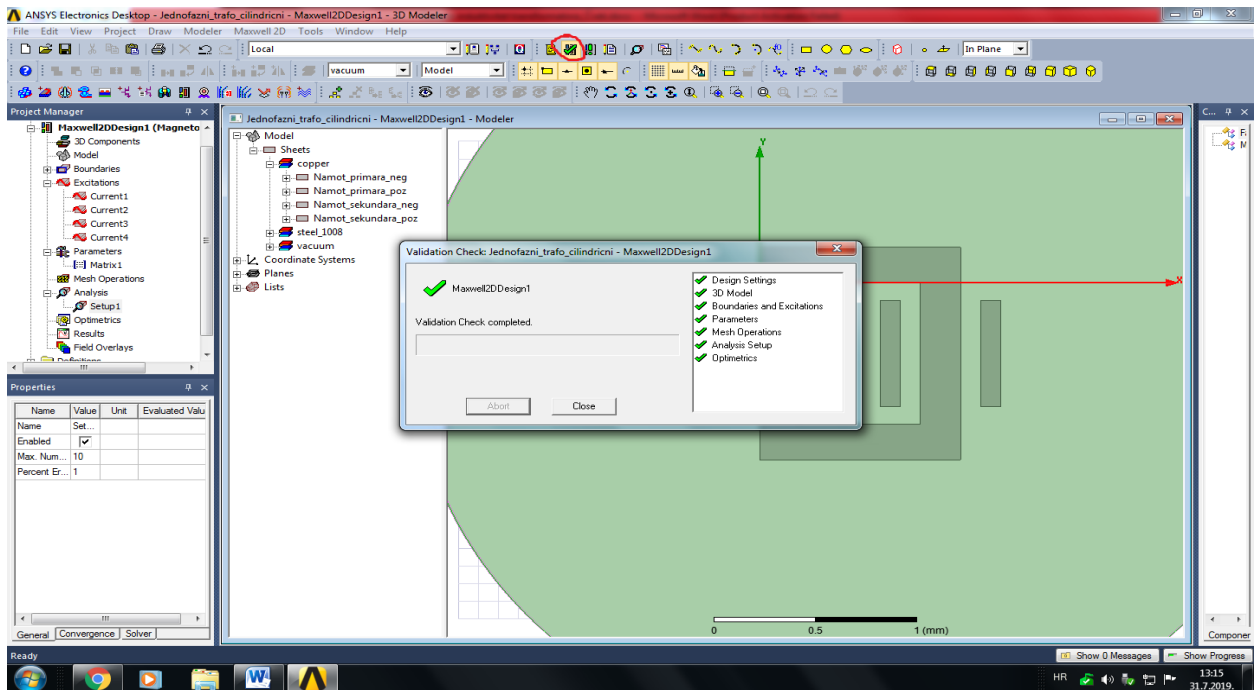 ANSYS Electronics Desktop - Jednofazni_trafo_cilindricni - Maxwell2DDesign1 - 3D Modeler
File Edit View Project Draw Modeler Maxwell 2D Tools Window Help
Local
In Plane
vacuum
Model
Project Manager
Maxwell2DDesign1 (Magneto
3D Components
Model
Boundaries
Excitations
Current1
Current2
Current3
Current4
Parameters
Matrix1
Mesh Operations
Analysis
Setup1
Optimetrics
Results
Field Overlays
Definitions
Properties
Name Value Unit Evaluated Valu
Name Set...
Enabled
Max. Num... 10
Percent Er... 1
General Convergence Solver
Jednofazni_trafo_cilindricni - Maxwell2DDesign1 - Modeler
Model
Sheets
copper
Namot_primara_neg
Namot_primara_poz
Namot_sekundara_neg
Namot_sekundara_poz
steel_1008
vacuum
Coordinate Systems
Planes
Lists
Y
X
Validation Check: Jednofazni_trafo_cilindricni - Maxwell2DDesign1
Maxwell2DDesign1
Validation Check completed.
Abort Close
Design Settings
3D Model
Boundaries and Excitations
Parameters
Mesh Operations
Analysis Setup
Optimetrics
0 0.5 1 (mm)
C...
F
M
Componer
Ready
Show 0 Messages Show Progress
HR
13:15
31.7.2019.